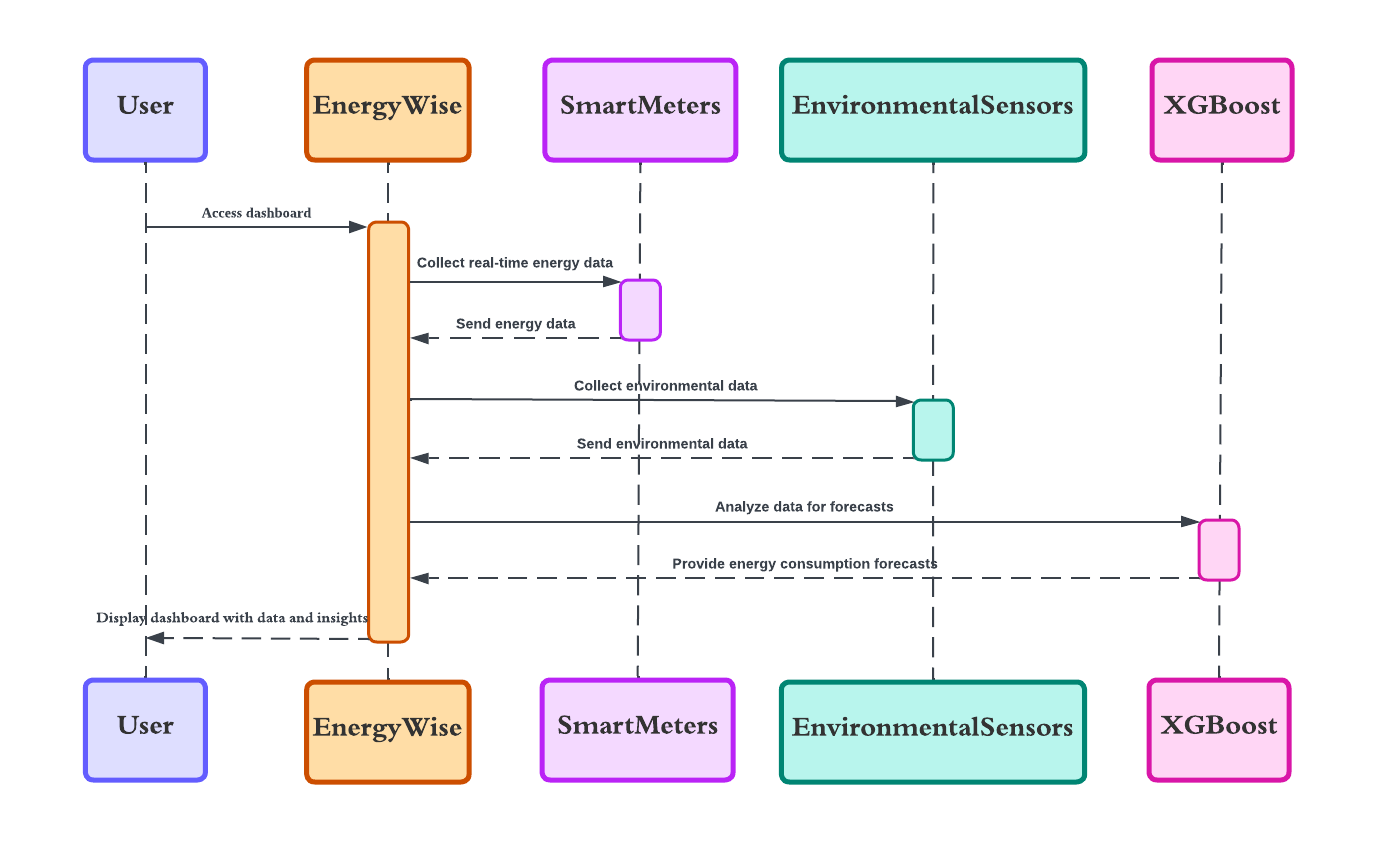 User
EnergyWise
SmartMeters
EnvironmentalSensors
XGBoost
Access dashboard
Collect real-time energy data
Send energy data
Collect environmental data
Send environmental data
Analyze data for forecasts
Provide energy consumption forecasts
Display dashboard with data and insights
User
EnergyWise
SmartMeters
EnvironmentalSensors
XGBoost